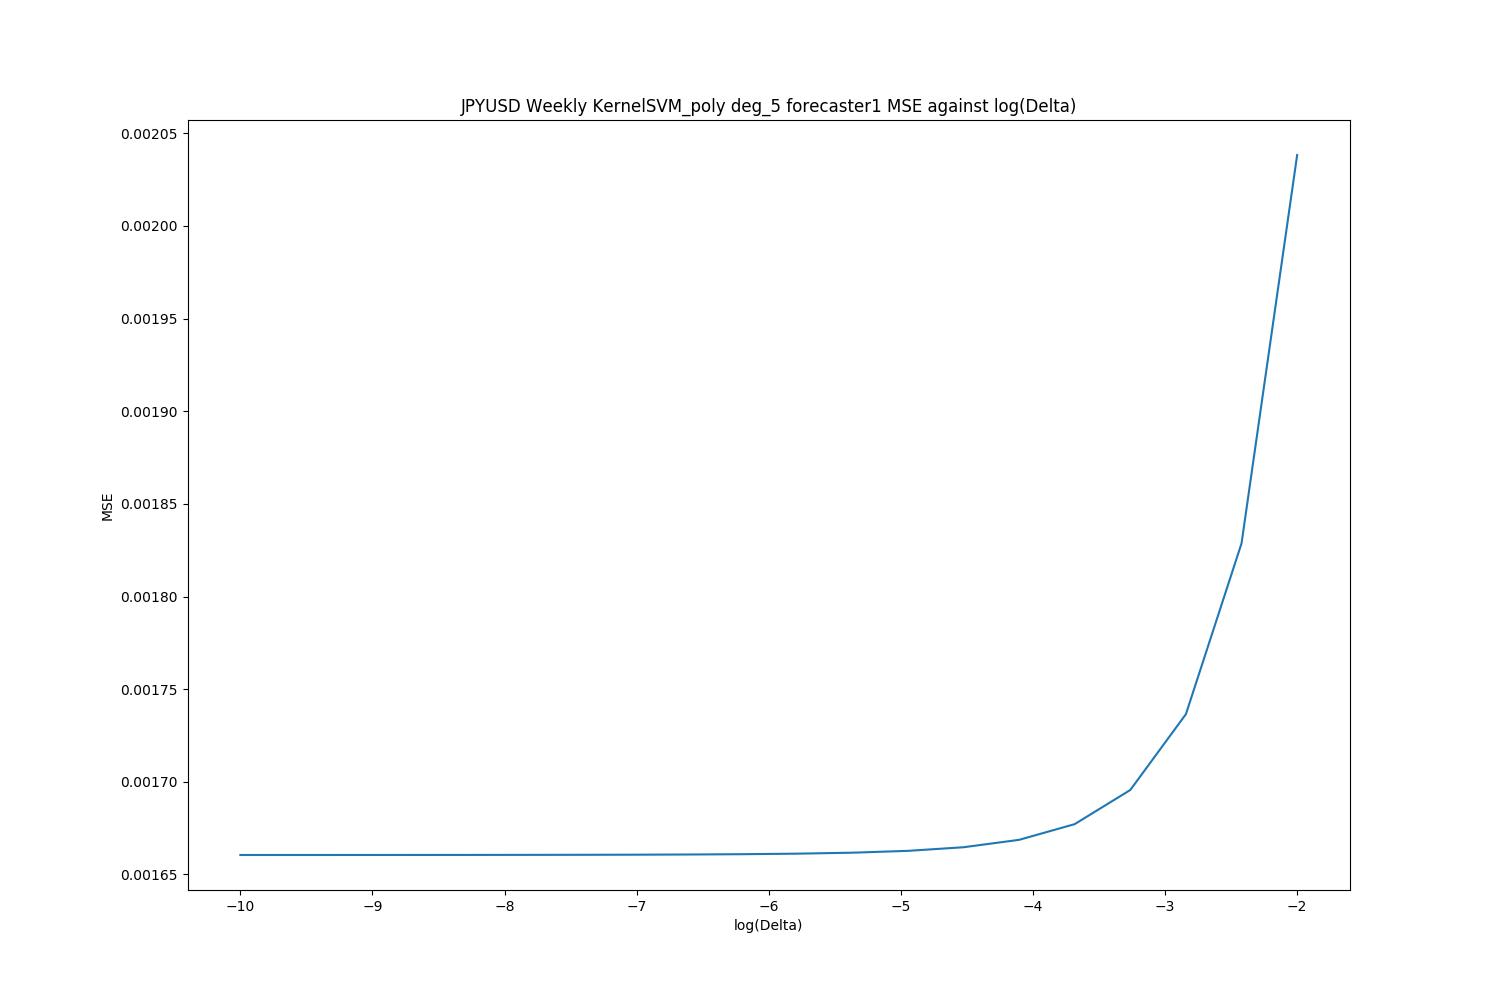 JPYUSD Weekly KernelSVM_poly deg_5 forecaster1 MSE against log(Delta)
0.00205
0.00200
0.00195
0.00190
0.00185
0.00180
0.00175
0.00170
0.00165
MSE
−10 −9 −8 −7 −6 −5 −4 −3 −2
log(Delta)